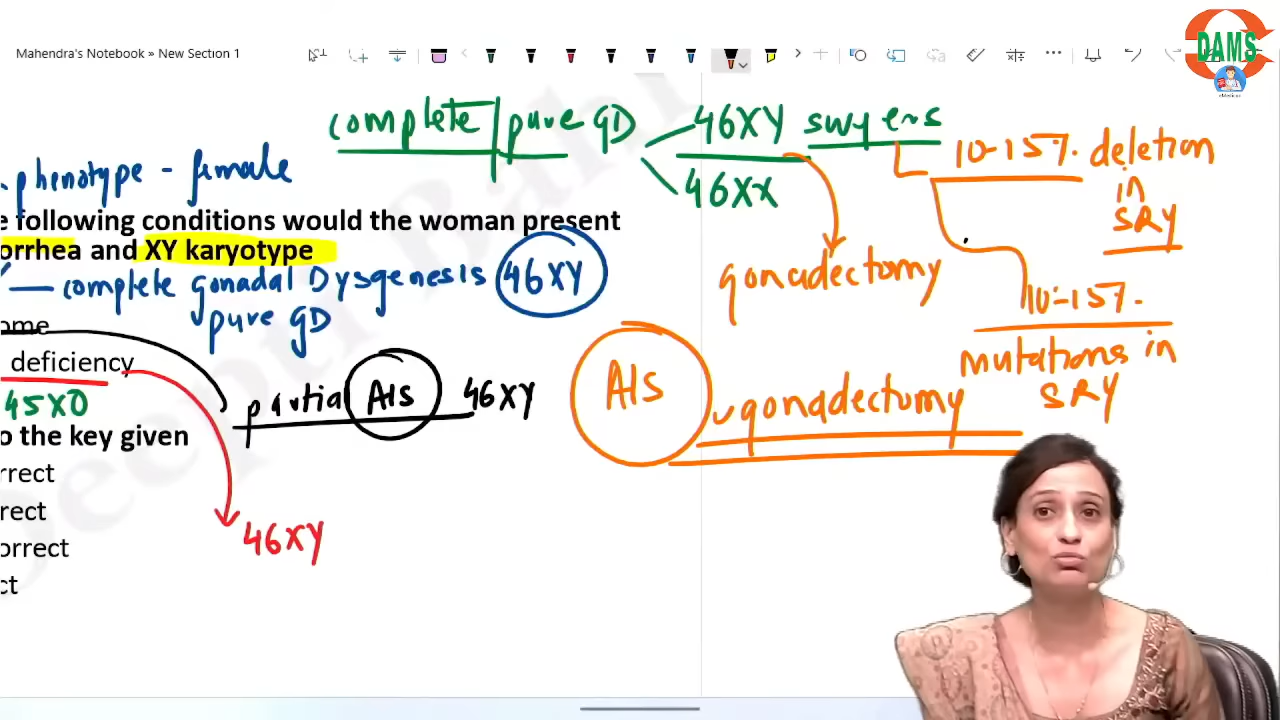 Mahendra's Notebook » New Section 1
DAMS
complete | pure GD
46XY swyers
46XX
10-15% deletion
in
SRY
phenotype - female
e following conditions would the woman present
orrhea and XY karyotype
gonadectomy
complete gonadal Dysgenesis 46XY
pure GD
10-15%
mutations in
SRY
ome
deficiency
partial AIS 46XY
AIS
gonadectomy
45XO
o the key given
rrect
rect
orrect
ct
46XY